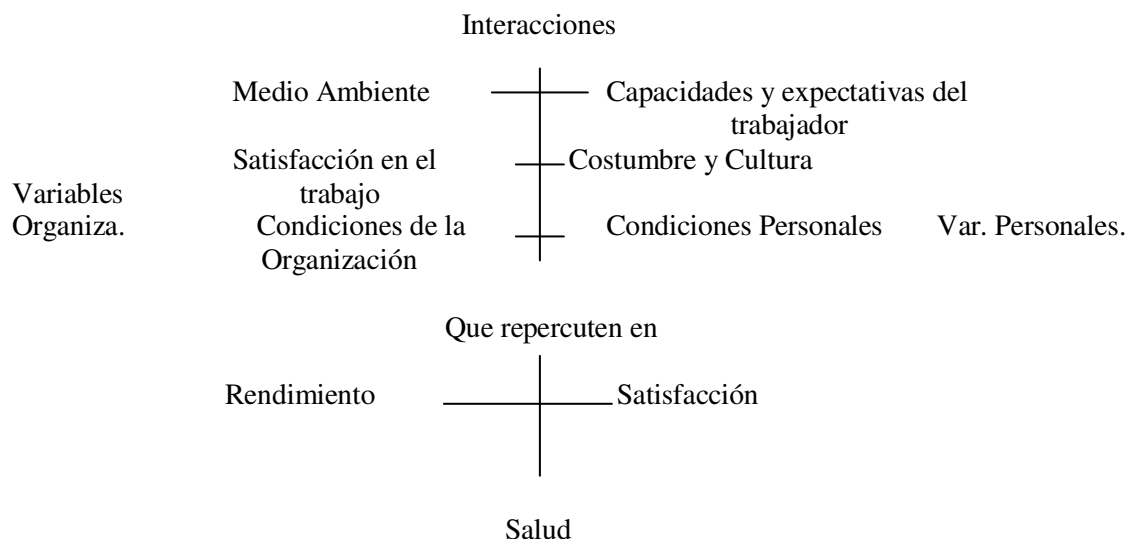 Interacciones
Medio Ambiente Capacidades y expectativas del
trabajador
Satisfacción en el Costumbre y Cultura
Variables trabajo
Organiza. Condiciones de la Condiciones Personales Var. Personales.
Organización
Que repercuten en
Rendimiento Satisfacción
Salud